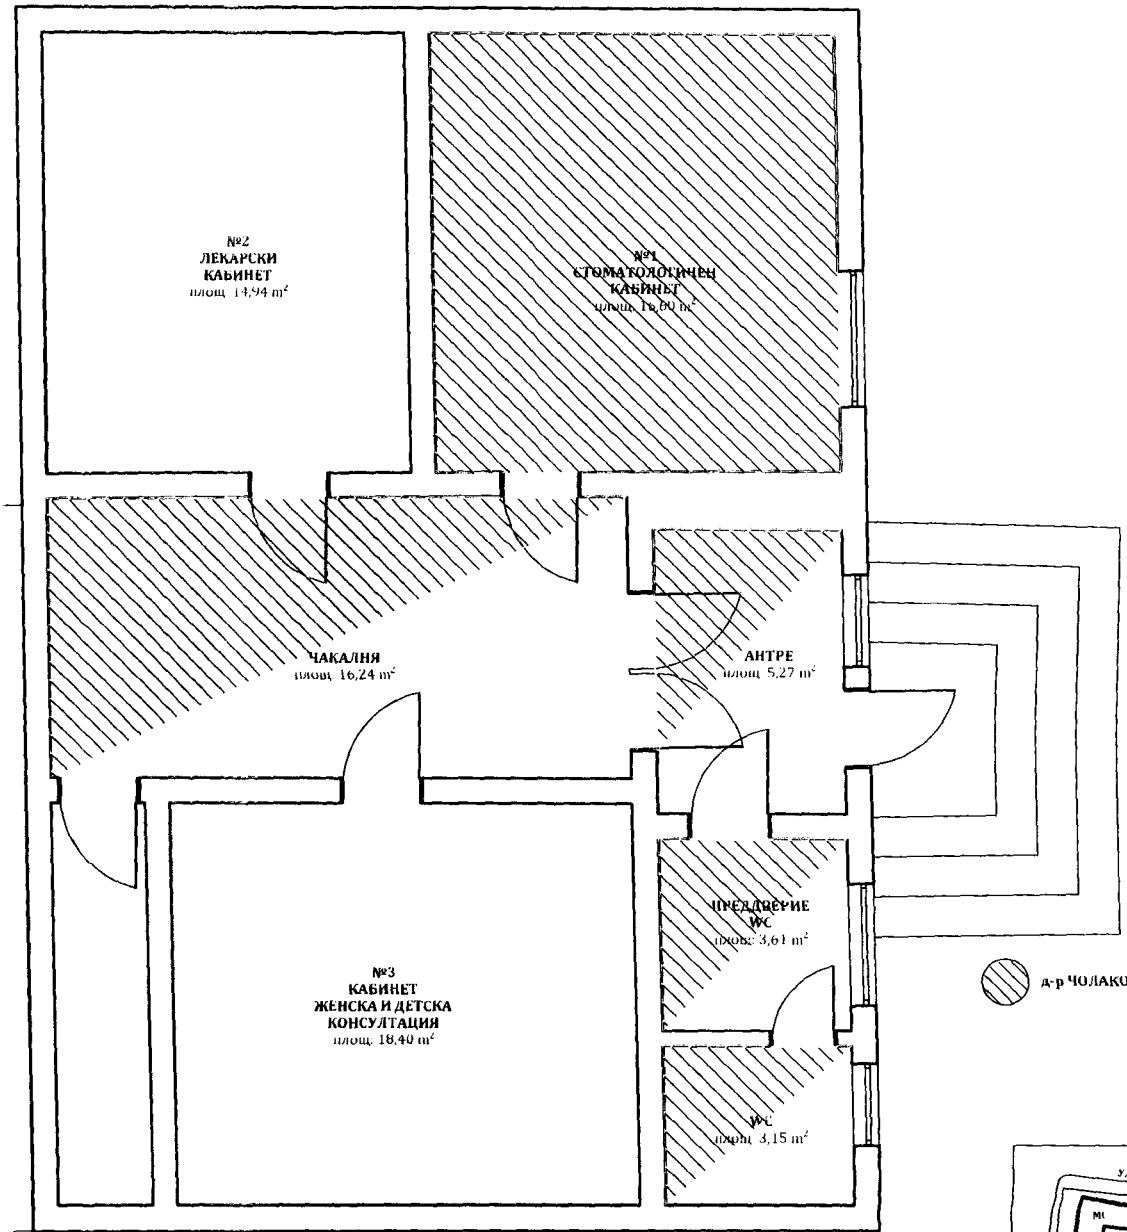 №2
ЛЕКАРСКИ
КАБИНЕТ
площ 14,94 m²
№1
СТОМАТОЛОГИЧЕН
КАБИНЕТ
площ: 16,60 m²
ЧАКАЛНЯ
площ 16,24 m²
АНТРЕ
площ 5,27 m²
ПРЕДДВЕРИЕ
WC
площ: 3,61 m²
№3
КАБИНЕТ
ЖЕНСКА И ДЕТСКА
КОНСУЛТАЦИЯ
площ: 18,40 m²
д-р ЧОЛАКО
WC
площ 3,15 m²